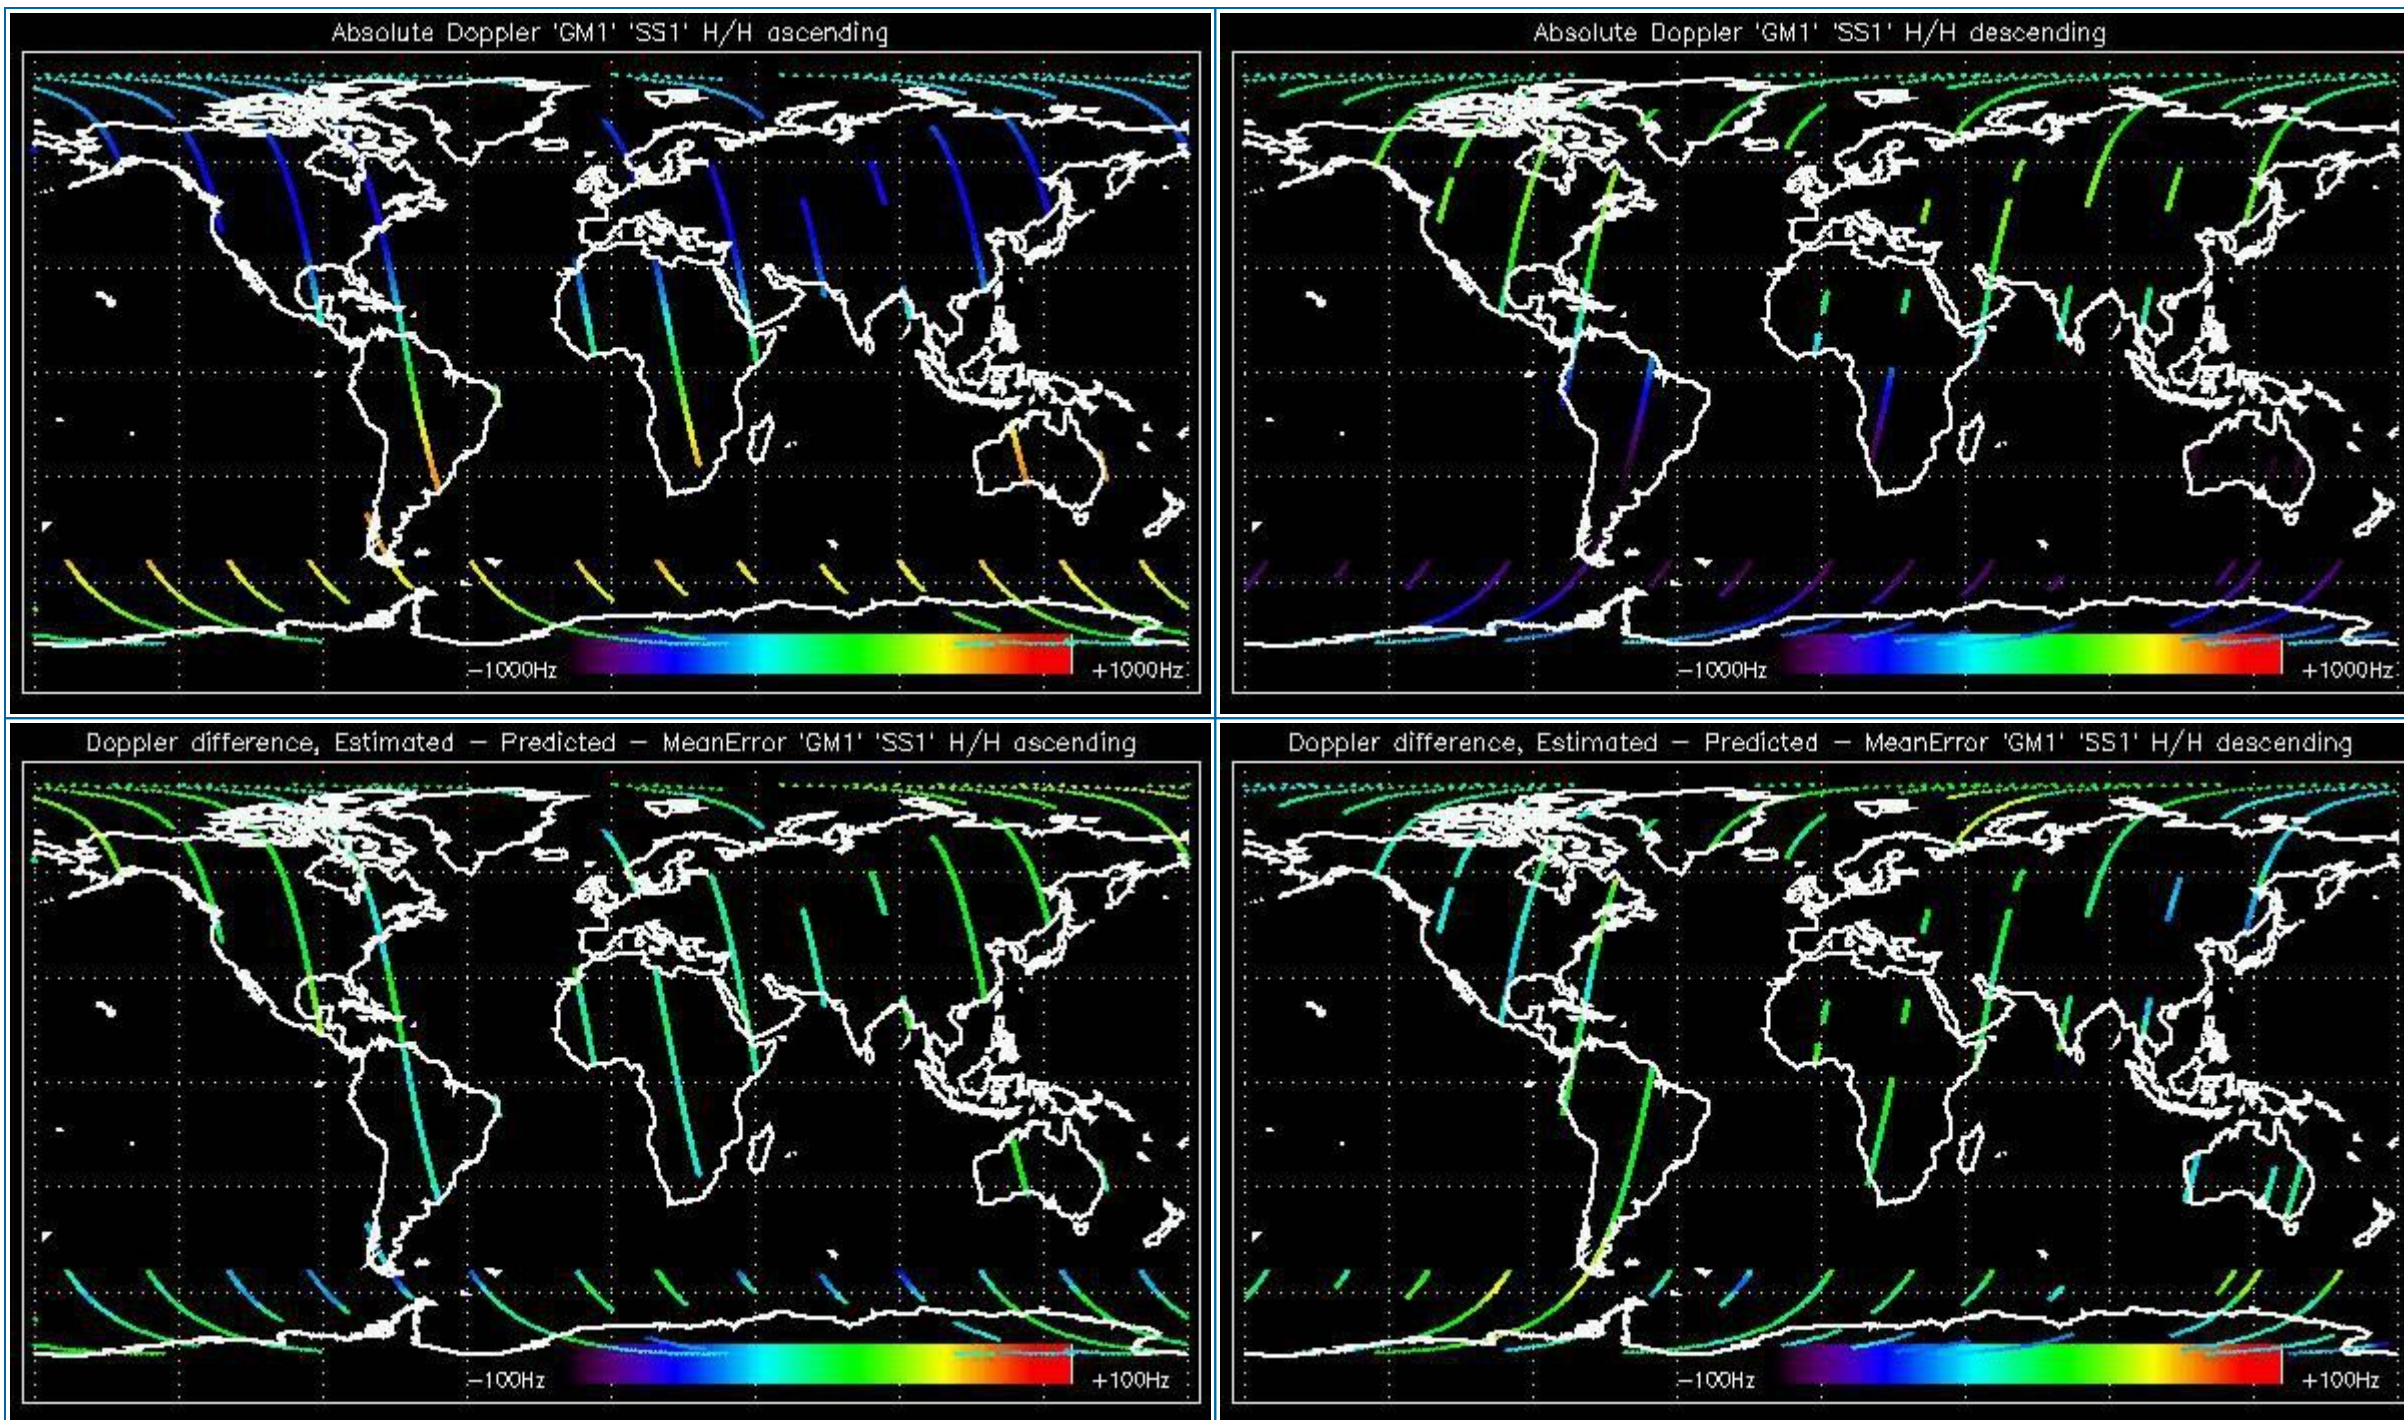 Absolute Doppler 'GM1' 'SS1' H/H ascending
-1000Hz
+1000Hz
Absolute Doppler 'GM1' 'SS1' H/H descending
-1000Hz
+1000Hz
Doppler difference, Estimated - Predicted - MeanError 'GM1' 'SS1' H/H ascending
-100Hz
+100Hz
Doppler difference, Estimated - Predicted - MeanError 'GM1' 'SS1' H/H descending
-100Hz
+100Hz